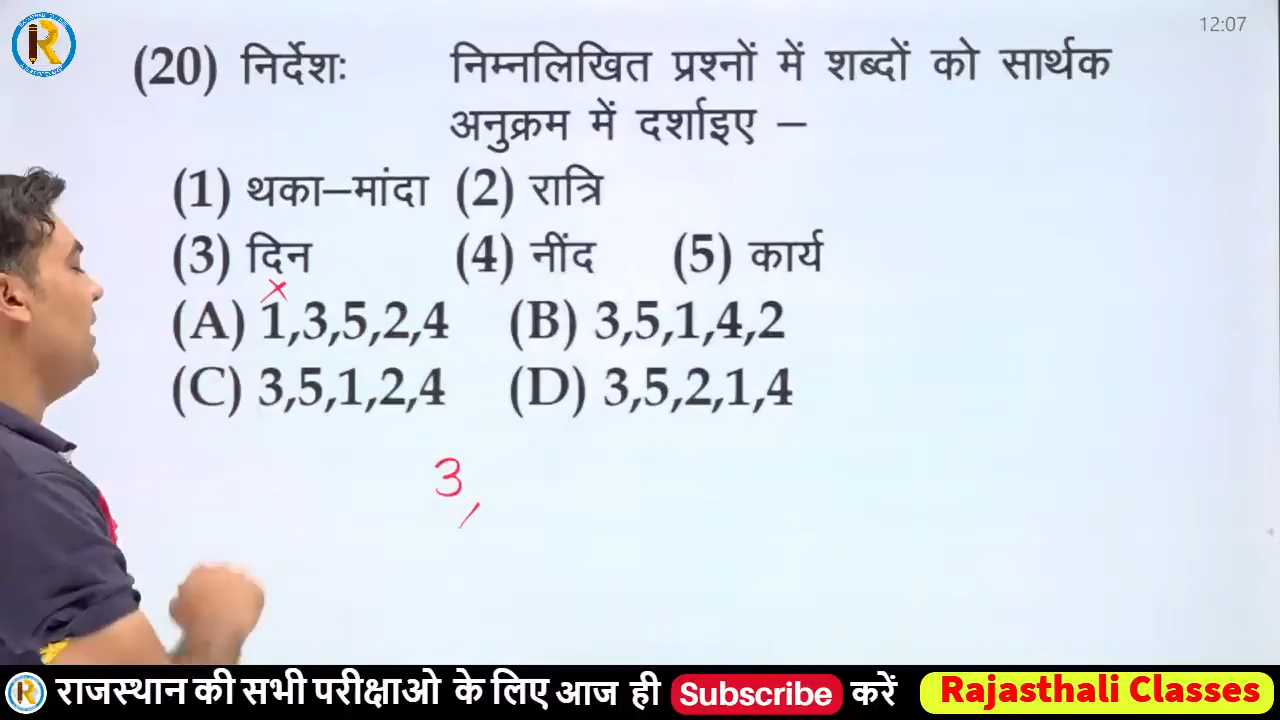 12:07
(20) निर्देशः निम्नलिखित प्रश्नों में शब्दों को सार्थक
अनुक्रम में दर्शाइए –
(1) थका–मांदा (2) रात्रि
(3) दिन (4) नींद (5) कार्य
(A) 1,3,5,2,4 (B) 3,5,1,4,2
(C) 3,5,1,2,4 (D) 3,5,2,1,4
3,
राजस्थान की सभी परीक्षाओ के लिए आज ही Subscribe करें Rajasthali Classes